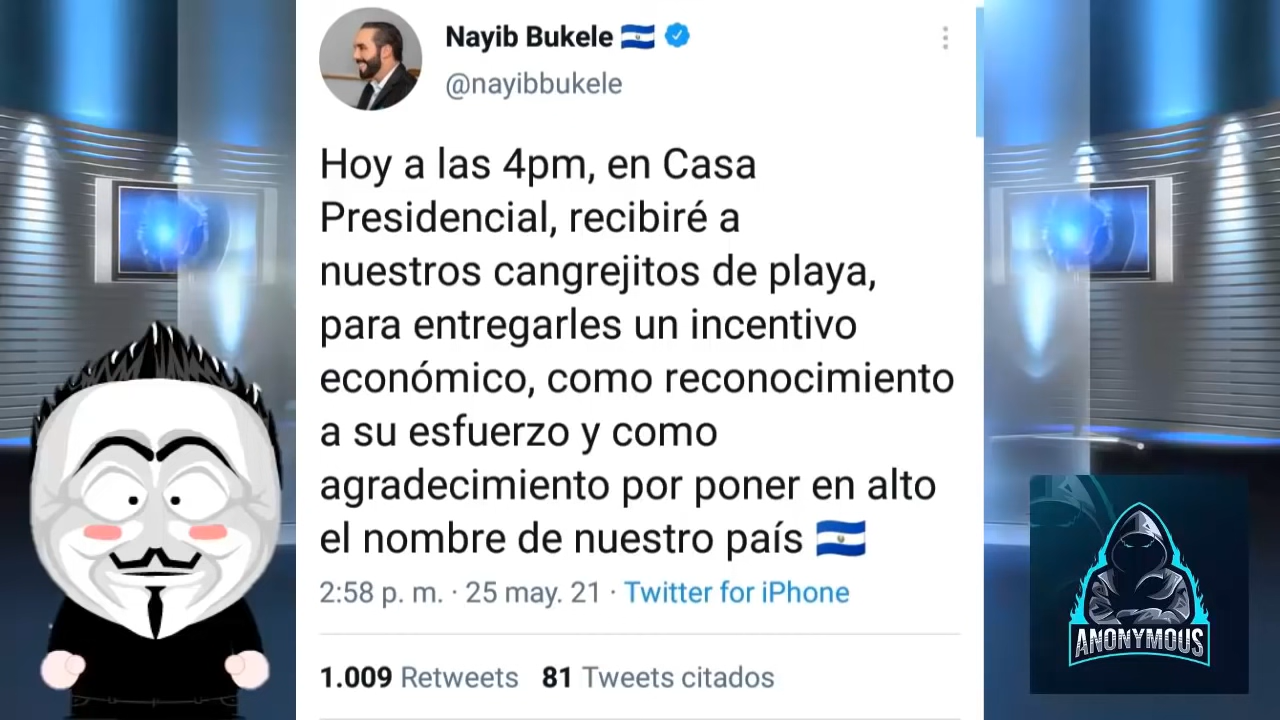 Nayib Bukele
@nayibbukele
Hoy a las 4pm, en Casa
Presidencial, recibiré a
nuestros cangrejitos de playa,
para entregarles un incentivo
económico, como reconocimiento
a su esfuerzo y como
agradecimiento por poner en alto
el nombre de nuestro país
2:58 p. m. · 25 may. 21 · Twitter for iPhone
1.009 Retweets 81 Tweets citados
ANONYMOUS